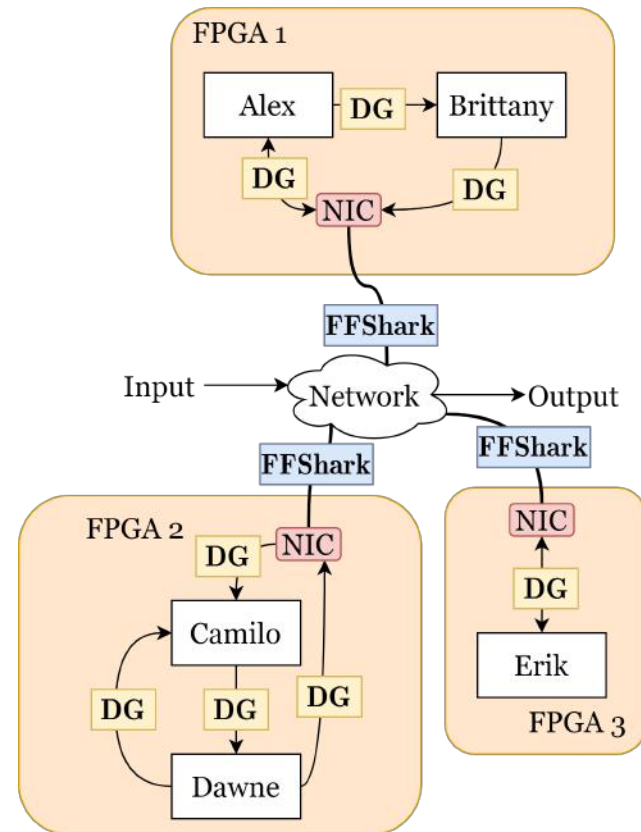 FPGA 1
Alex
DG
Brittany
DG
DG
NIC
FFShark
Input
Network
Output
FFShark
FFShark
FPGA 2
NIC
DG
Camilo
DG
DG
DG
Dawne
NIC
DG
Erik
FPGA 3